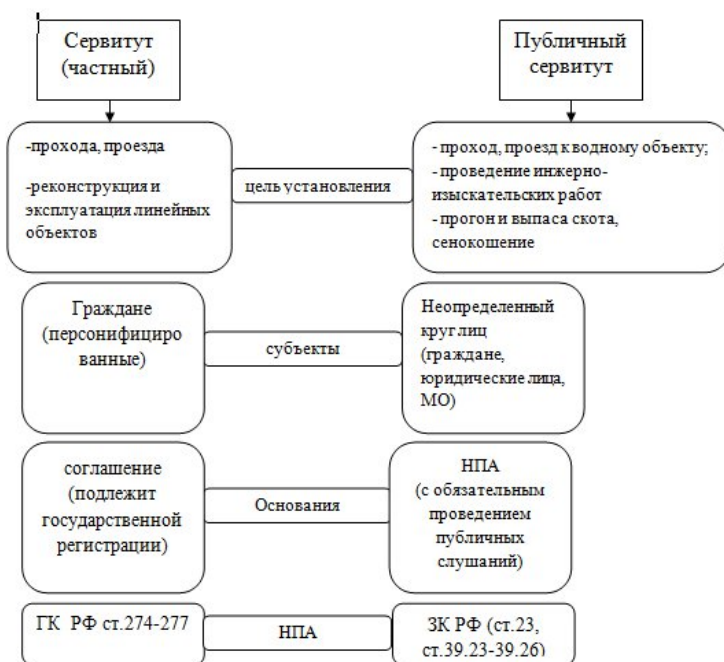 Сервитут
(частный)
Публичный
сервитут
-прохода, проезда
-реконструкция и
эксплуатация линейных
объектов
цель установления
- проход, проезд к водному объекту;
- проведение инжерно-
изыскательских работ
- прогон и выпаса скота,
сенокошение
Граждане
(персонифициро
ванные)
субъекты
Неопределенный
круг лиц
(граждане,
юридические лица,
МО)
соглашение
(подлежит
государственной
регистрации)
Основания
НПА
(с обязательным
проведением
публичных
слушаний)
ГК РФ ст.274-277
НПА
ЗК РФ (ст.23,
ст.39.23-39.26)